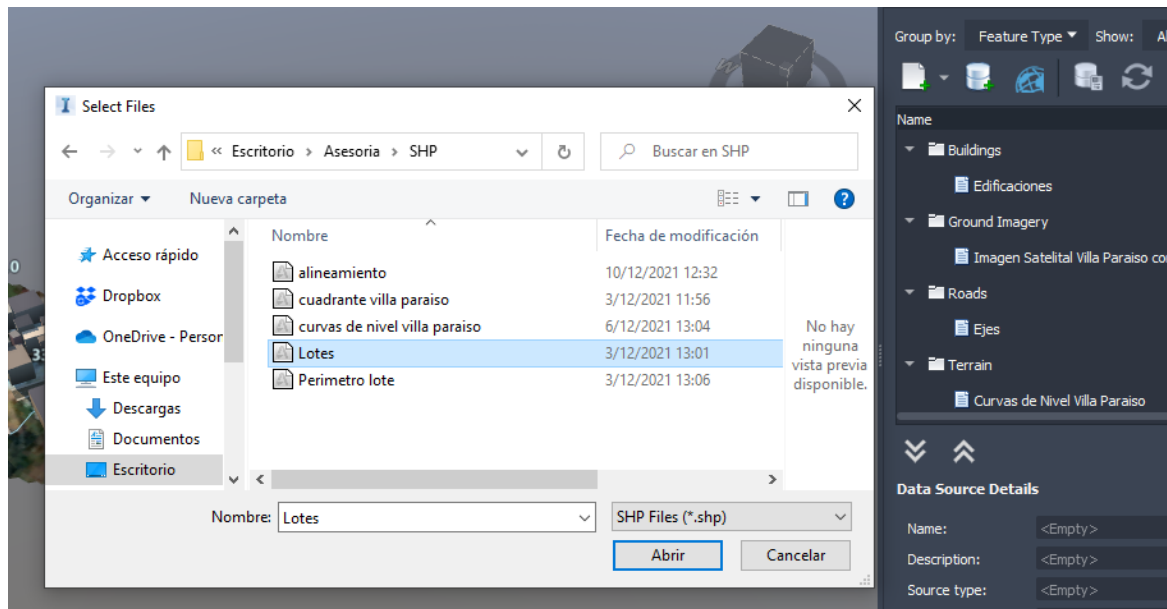 Group by: Feature Type Show: Al
Select Files
Escritorio Asesoria SHP Buscar en SHP
Organizar Nueva carpeta
Acceso rápido
Dropbox
OneDrive - Person
Este equipo
Descargas
Documentos
Escritorio
Nombre Fecha de modificación
alineamiento 10/12/2021 12:32
cuadrante villa paraiso 3/12/2021 11:56
curvas de nivel villa paraiso 6/12/2021 13:04
Lotes 3/12/2021 13:01
Perimetro lote 3/12/2021 13:06
No hay
ninguna
vista previa
disponible.
Nombre: Lotes SHP Files (*.shp)
Abrir Cancelar
Name
Buildings
Edificaciones
Ground Imagery
Imagen Satelital Villa Paraiso co
Roads
Ejes
Terrain
Curvas de Nivel Villa Paraiso
Data Source Details
Name: <Empty>
Description: <Empty>
Source type: <Empty>